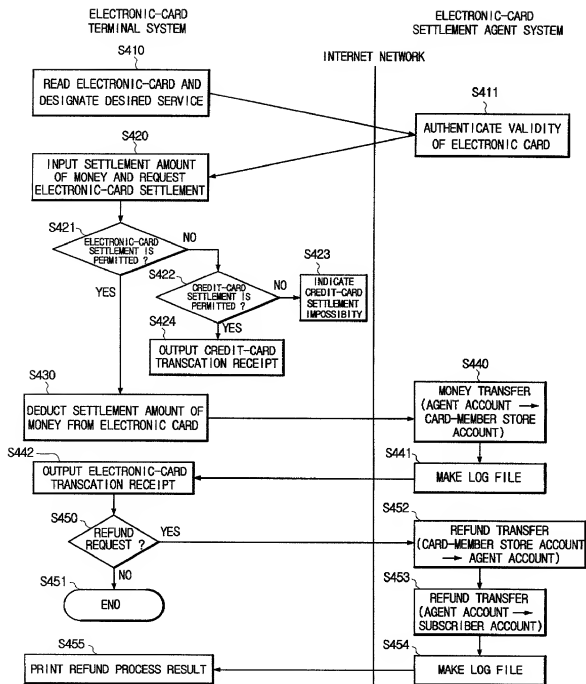 ELECTRONIC-CARD
TERMINAL SYSTEM
ELECTRONIC-CARD
SETTLEMENT AGENT SYSTEM
INTERNET NETWORK
S410
READ ELECTRONIC-CARD AND
DESIGNATE DESIRED SERVICE
S411
AUTHENTICATE VALIDITY
OF ELECTRONIC CARD
S420
INPUT SETTLEMENT AMOUNT
OF MONEY AND REQUEST
ELECTRONIC-CARD SETTLEMENT
S421
ELECTRONIC-CARD
SETTLEMENT IS
PERMITTED ?
NO
YES
S422
CREDIT-CARD
SETTLEMENT IS
PERMITTED ?
NO
YES
S423
INDICATE
CREDIT-CARD
SETTLEMENT
IMPOSSIBITY
S424
OUTPUT CREDIT-CARD
TRANSCATION RECEIPT
S430
DEDUCT SETTLEMENT AMOUNT OF
MONEY FROM ELECTRONIC CARD
S440
MONEY TRANSFER
(AGENT ACCOUNT →
CARD-MEMBER STORE
ACCOUNT)
S441
MAKE LOG FILE
S442
OUTPUT ELECTRONIC-CARD
TRANSCATION RECEIPT
S450
REFUND
REQUEST ?
YES
NO
S451
END
S452
REFUND TRANSFER
(CARD-MEMBER STORE ACCOUNT
→ AGENT ACCOUNT)
S453
REFUND TRANSFER
(AGENT ACCOUNT →
SUBSCRIBER ACCOUNT)
S454
MAKE LOG FILE
S455
PRINT REFUND PROCESS RESULT